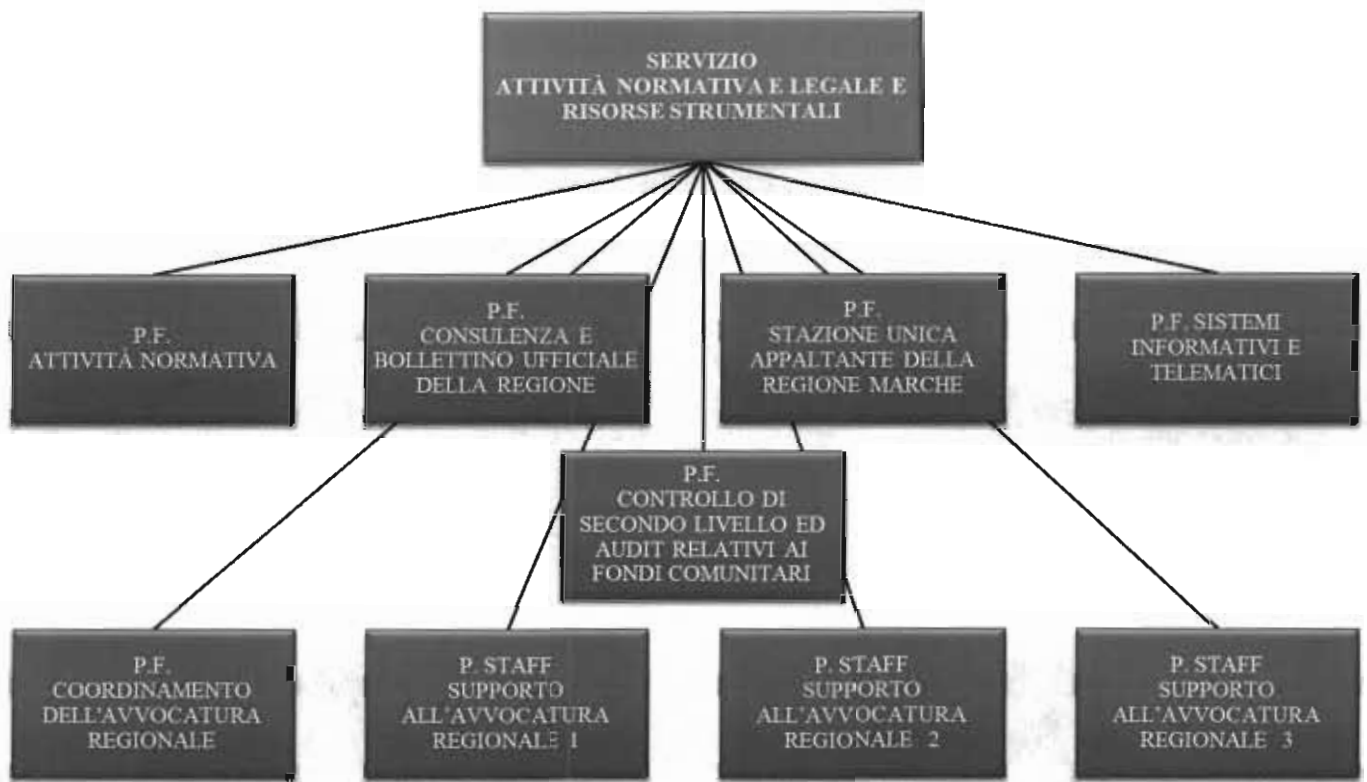 SERVIZIO
ATTIVITÀ NORMATIVA E LEGALE E
RISORSE STRUMENTALI
P.F.
ATTIVITÀ NORMATIVA
P.F.
CONSULENZA E
BOLLETTINO UFFICIALE
DELLA REGIONE
P.F.
STAZIONE UNICA
APPALTANTE DELLA
REGIONE MARCHE
P.F. SISTEMI
INFORMATIVI E
TELEMATICI
P.F.
CONTROLLO DI
SECONDO LIVELLO ED
AUDIT RELATIVI AI
FONDI COMUNITARI
P.F.
COORDINAMENTO
DELL'AVVOCATURA
REGIONALE
P. STAFF
SUPPORTO
ALL'AVVOCATURA
REGIONALE 1
P. STAFF
SUPPORTO
ALL'AVVOCATURA
REGIONALE 2
P. STAFF
SUPPORTO
ALL'AVVOCATURA
REGIONALE 3